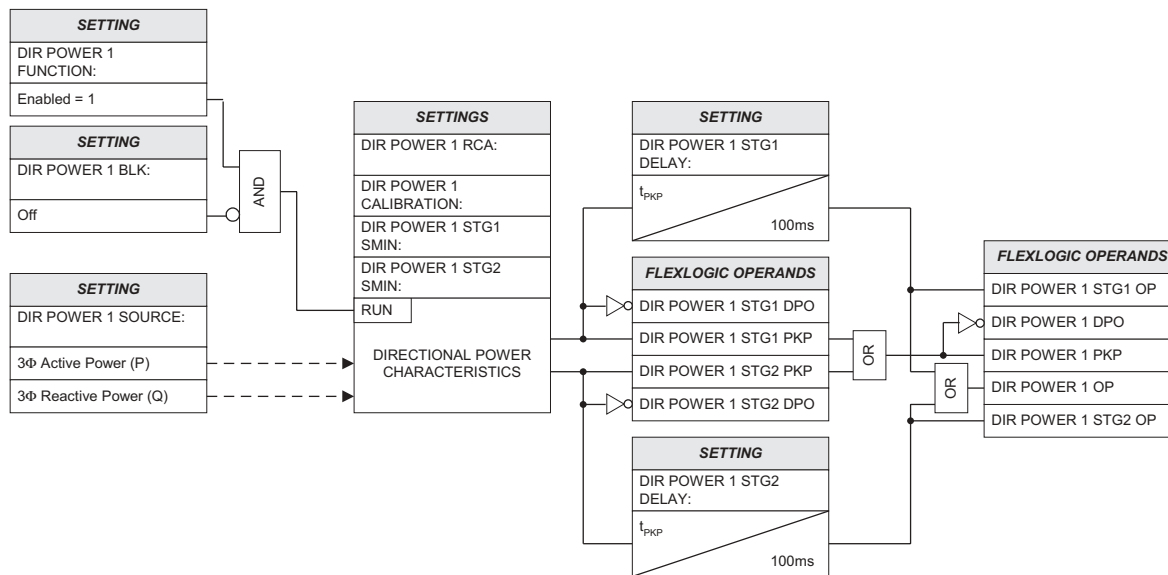 SETTING
DIR POWER 1
FUNCTION:
Enabled = 1
SETTING
DIR POWER 1 BLK:
Off
AND
SETTING
DIR POWER 1 SOURCE:
3Φ Active Power (P)
3Φ Reactive Power (Q)
SETTINGS
DIR POWER 1 RCA:
DIR POWER 1
CALIBRATION:
DIR POWER 1 STG1
SMIN:
DIR POWER 1 STG2
SMIN:
RUN
DIRECTIONAL POWER
CHARACTERISTICS
SETTING
DIR POWER 1 STG1
DELAY:
tPKP
100ms
FLEXLOGIC OPERANDS
DIR POWER 1 STG1 DPO
DIR POWER 1 STG1 PKP
DIR POWER 1 STG2 PKP
DIR POWER 1 STG2 DPO
SETTING
DIR POWER 1 STG2
DELAY:
tPKP
100ms
OR
OR
FLEXLOGIC OPERANDS
DIR POWER 1 STG1 OP
DIR POWER 1 DPO
DIR POWER 1 PKP
DIR POWER 1 OP
DIR POWER 1 STG2 OP